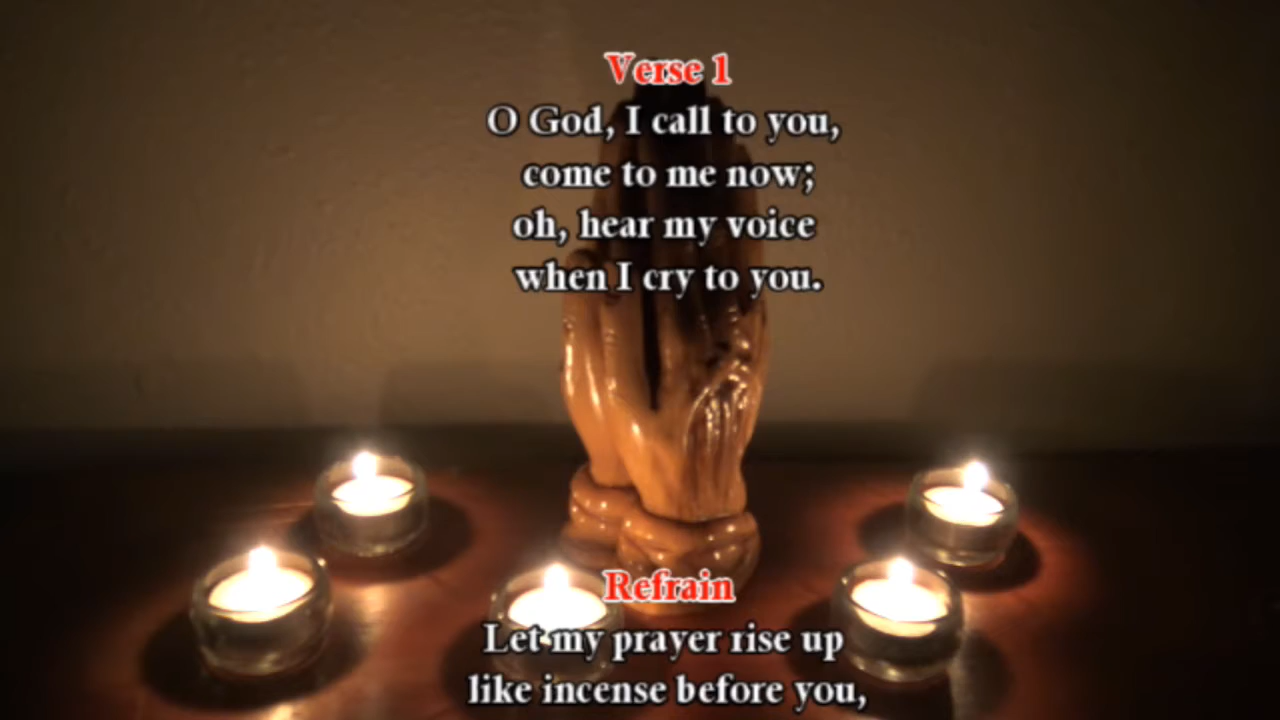 Verse 1
O God, I call to you,
come to me now;
oh, hear my voice
when I cry to you.
Refrain
Let my prayer rise up
like incense before you,